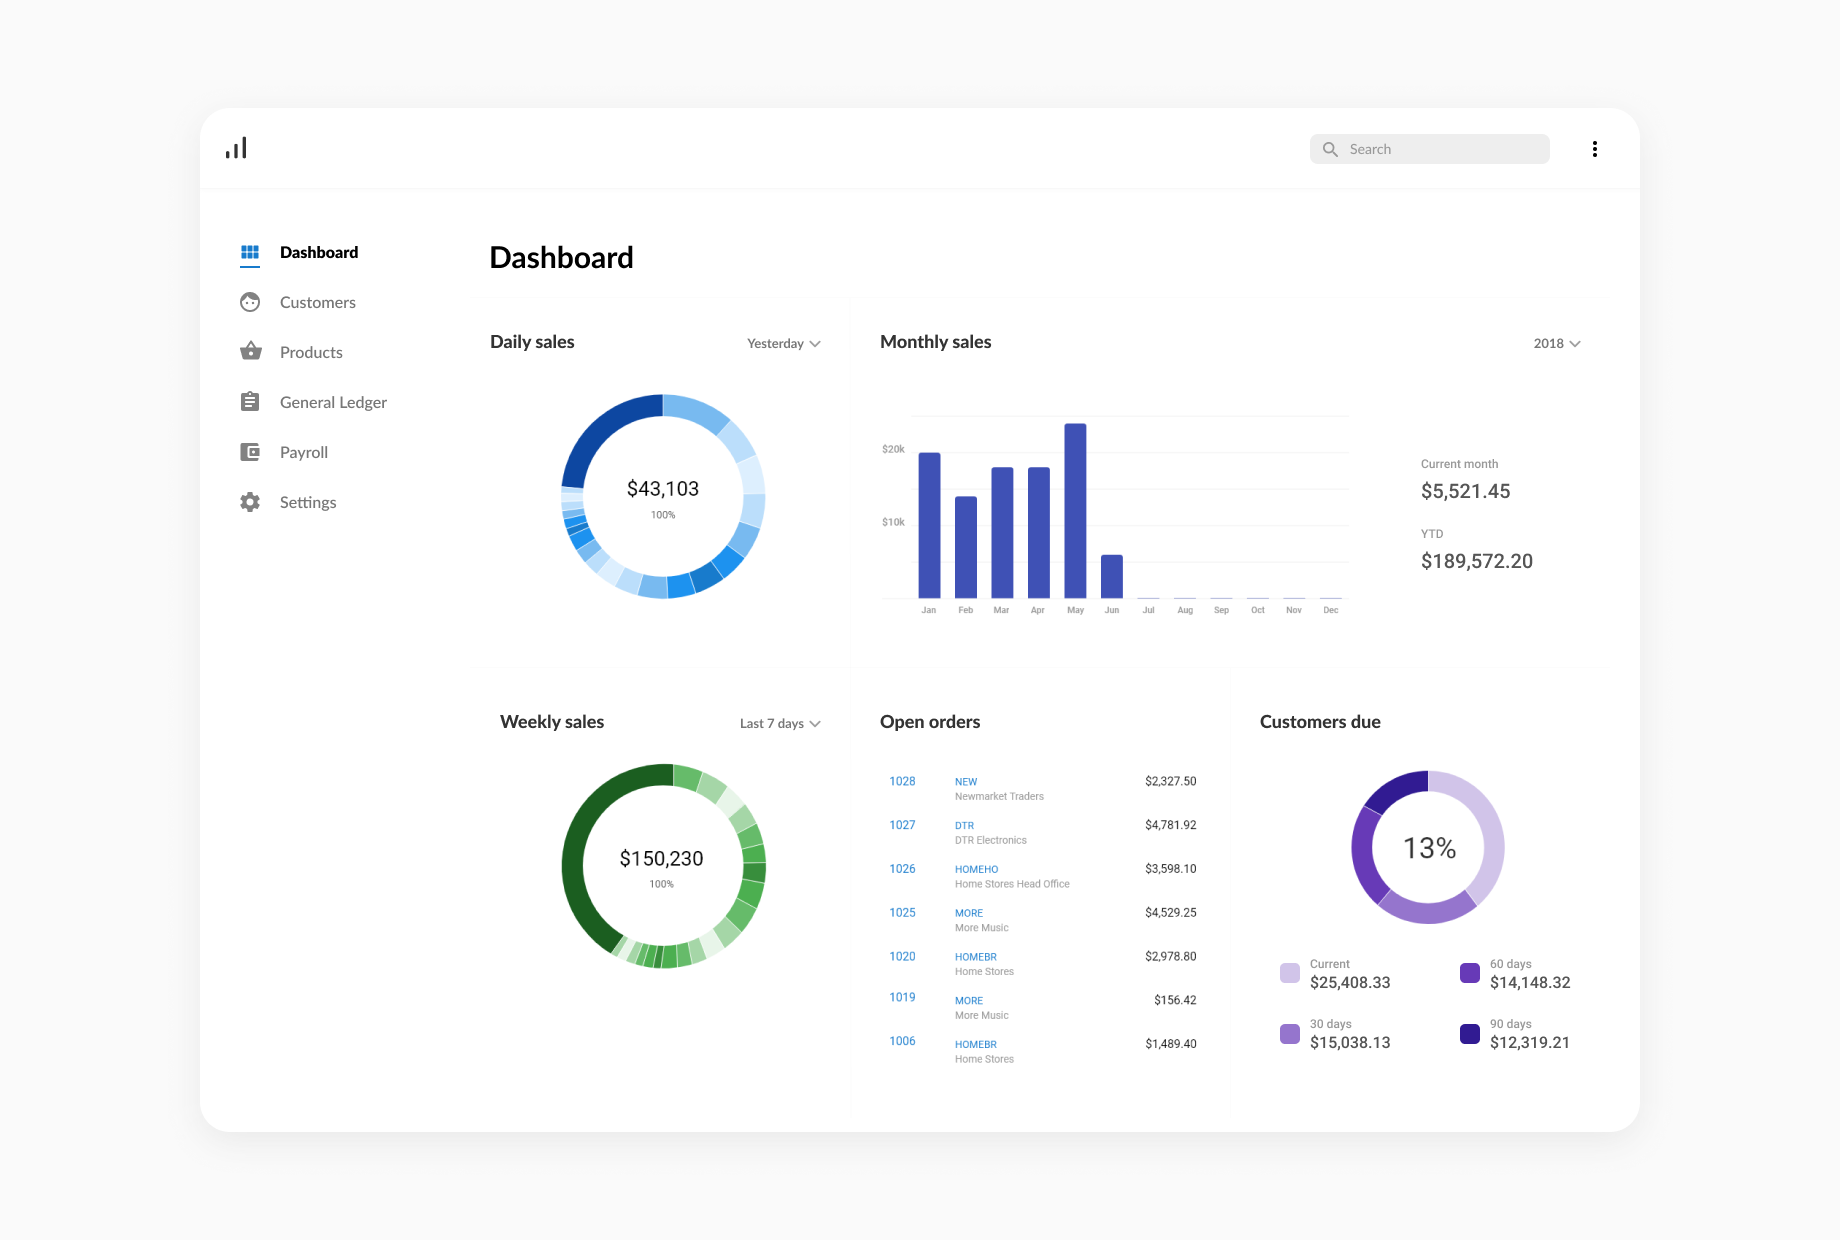 Search
Dashboard
Customers
Products
General Ledger
Payroll
Settings
Dashboard
Daily sales
Yesterday
$43,103
100%
Monthly sales
2018
$20k
$10k
Jan Feb Mar Apr May Jun Jul Aug Sep Oct Nov Dec
Current month
$5,521.45
YTD
$189,572.20
Weekly sales
Last 7 days
$150,230
100%
Open orders
1028 NEW $2,327.50
Newmarket Traders
1027 DTR $4,781.92
DTR Electronics
1026 HOMEHO $3,598.10
Home Stores Head Office
1025 MORE $4,529.25
More Music
1020 HOMEBR $2,978.80
Home Stores
1019 MORE $156.42
More Music
1006 HOMEBR $1,489.40
Home Stores
Customers due
13%
Current
$25,408.33
60 days
$14,148.32
30 days
$15,038.13
90 days
$12,319.21